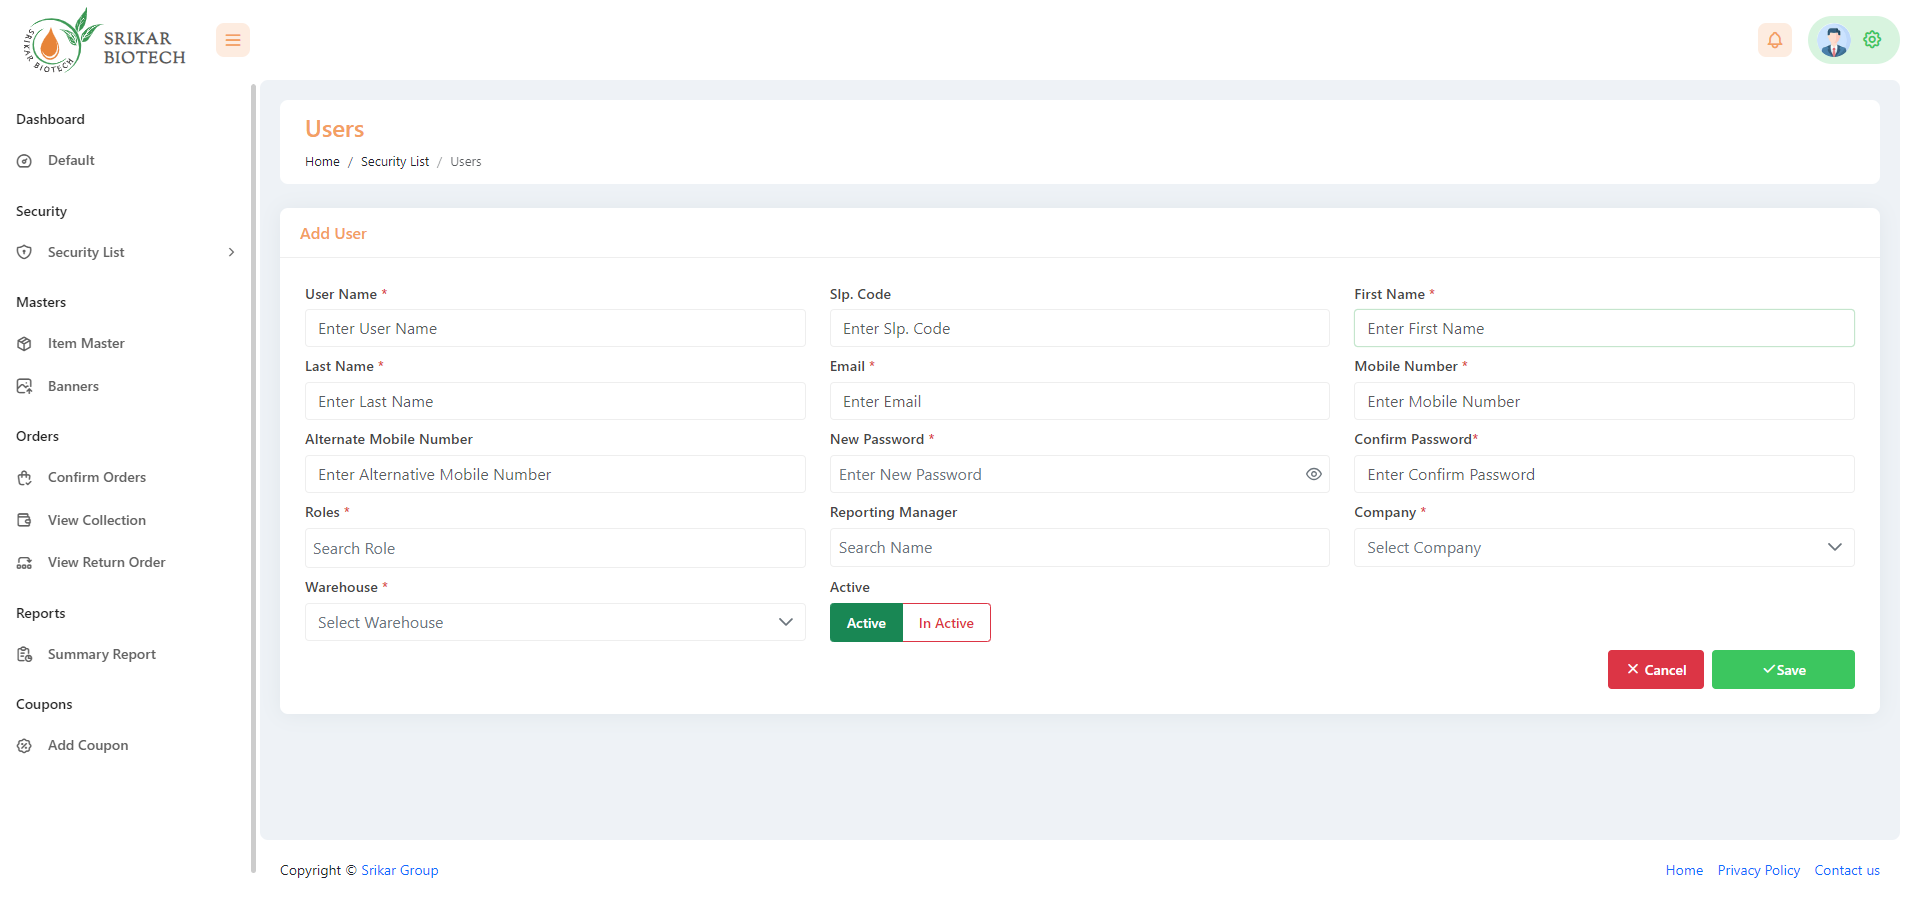 SRIKAR BIOTECH
SRIKAR
BIOTECH
Dashboard
Default
Security
Security List
Masters
Item Master
Banners
Orders
Confirm Orders
View Collection
View Return Order
Reports
Summary Report
Coupons
Add Coupon
Users
Home / Security List / Users
Add User
User Name * Slp. Code First Name *
Enter User Name Enter Slp. Code Enter First Name
Last Name * Email * Mobile Number *
Enter Last Name Enter Email Enter Mobile Number
Alternate Mobile Number New Password * Confirm Password*
Enter Alternative Mobile Number Enter New Password Enter Confirm Password
Roles * Reporting Manager Company *
Search Role Search Name Select Company
Warehouse * Active
Select Warehouse Active In Active
Cancel Save
Copyright © Srikar Group Home Privacy Policy Contact us